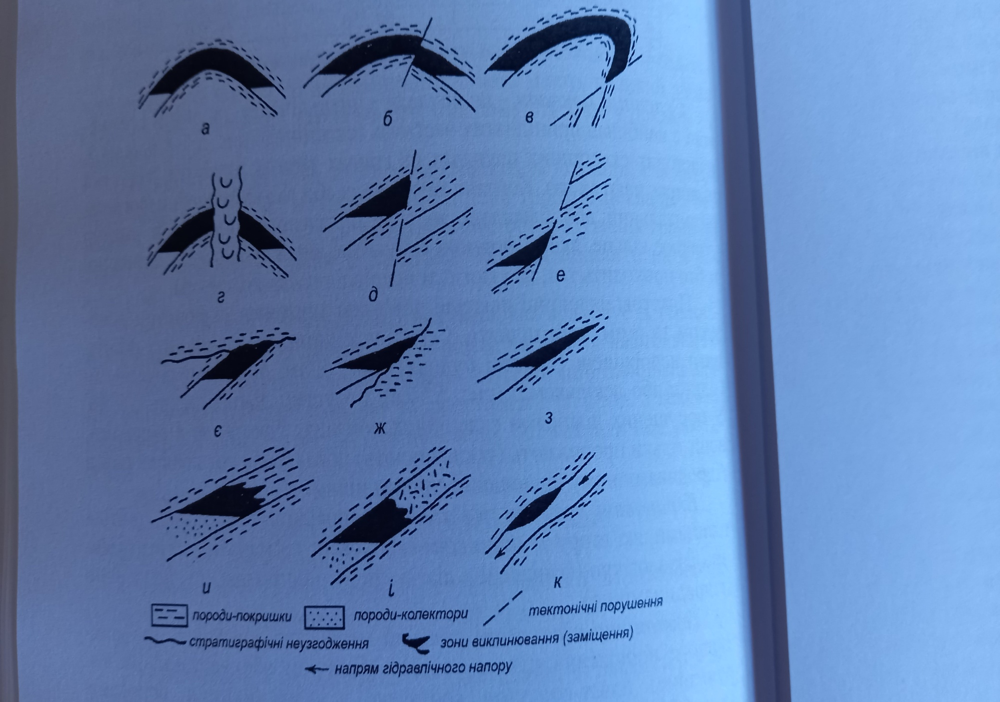 а б в
г д е
є ж з
и і к
породи-покришки породи-колектори тектонічні порушення
стратиграфічні неузгодження зони виклинювання (заміщення)
напрям гідравлічного напору